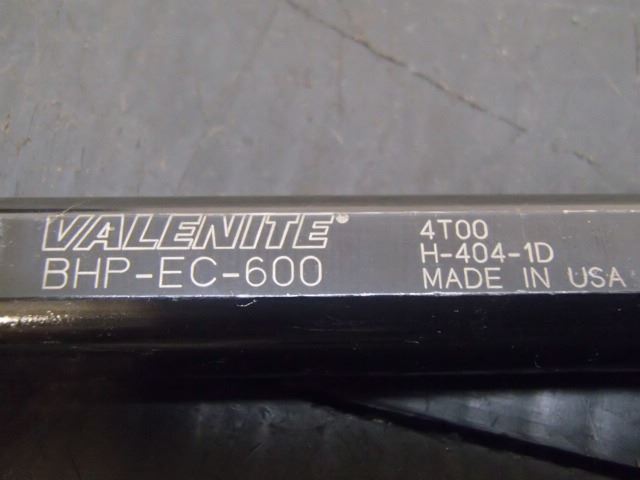 VALENITE®
BHP-EC-600
4T00
H-404-1D
MADE IN USA